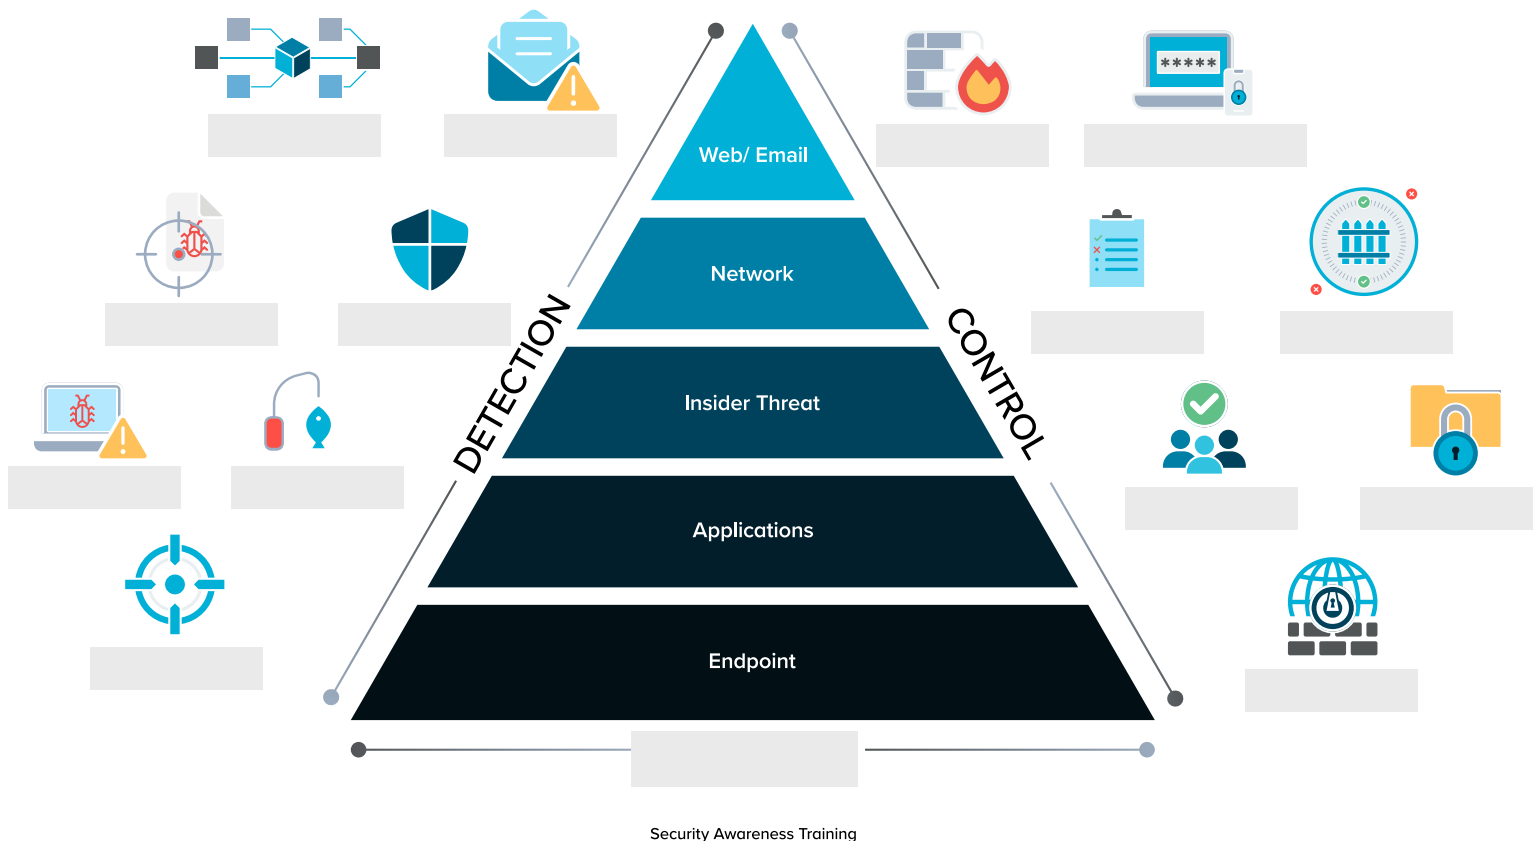 *****
Web/ Email
Network
Insider Threat
Applications
Endpoint
DETECTION
CONTROL
Security Awareness Training